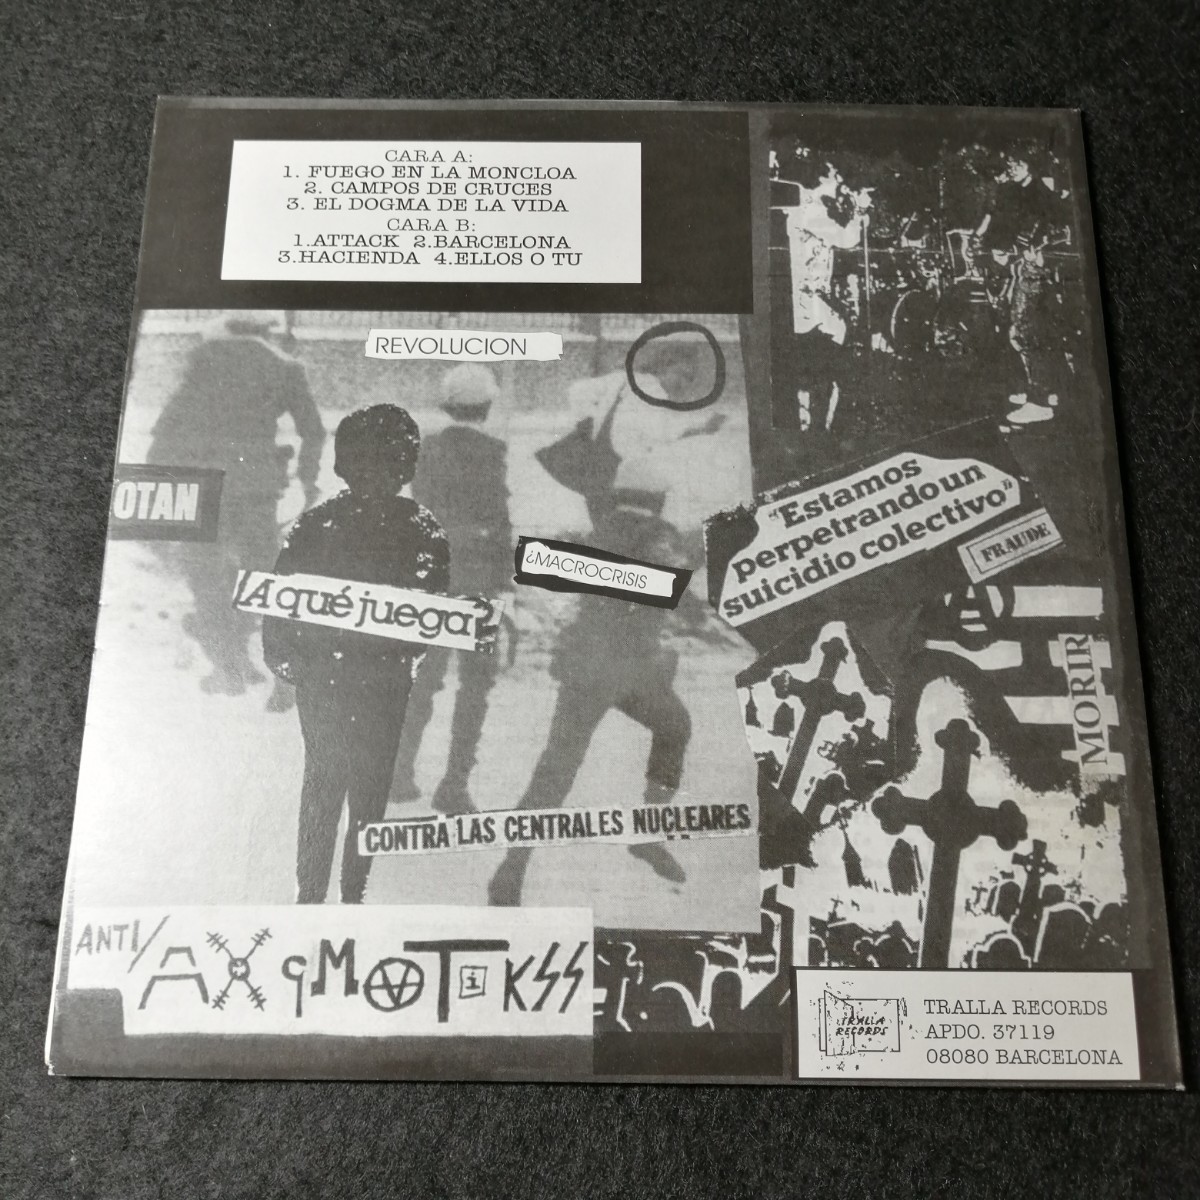 CARA A:
1. FUEGO EN LA MONCLOA
2. CAMPOS DE CRUCES
3. EL DOGMA DE LA VIDA
CARA B:
1.ATTACK 2.BARCELONA
3.HACIENDA 4.ELLOS O TU
REVOLUCION
OTAN
¿MACROCRISIS
¿A qué juega?
"Estamos
perpetrando un
suicidio colectivo"
FRAUDE
MORIR
CONTRA LAS CENTRALES NUCLEARES
ANTI/
TRALLA
RECORDS
TRALLA RECORDS
APDO. 37119
08080 BARCELONA